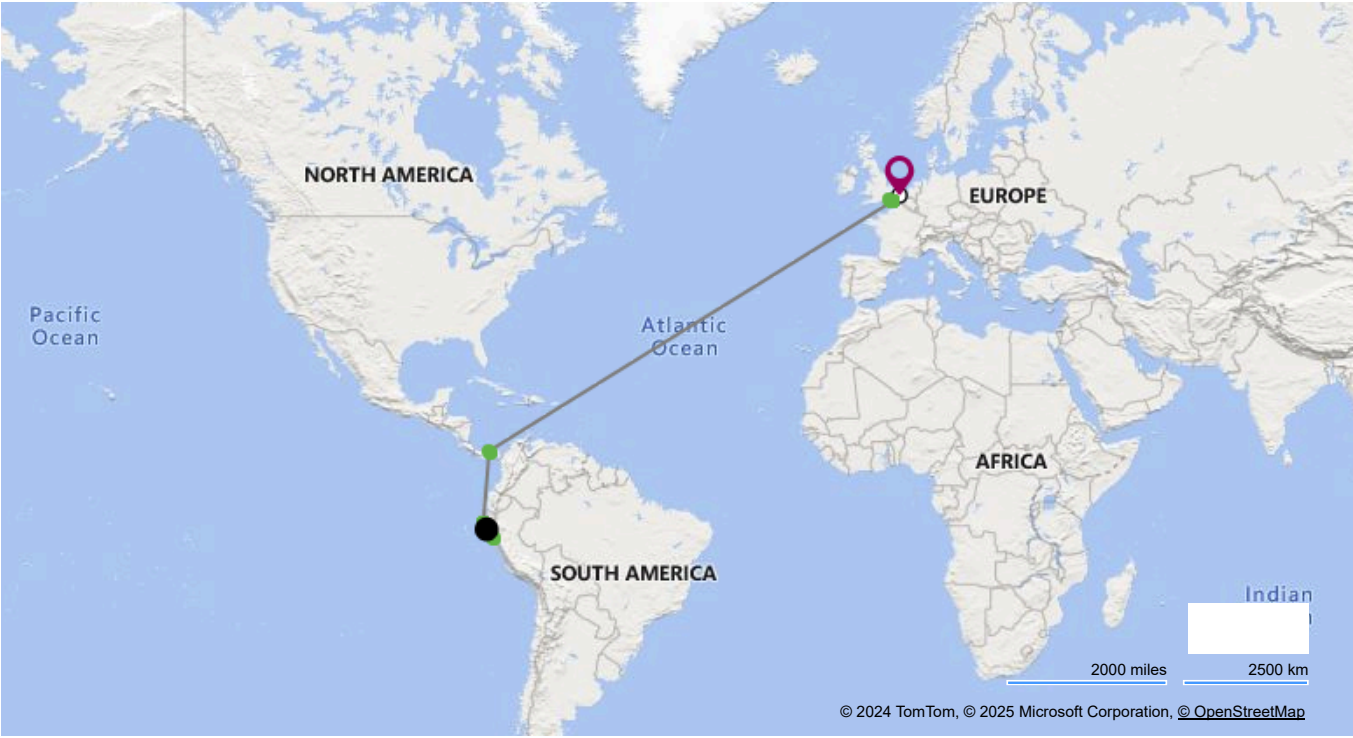 NORTH AMERICA
EUROPE
Pacific
Ocean
Atlantic
Ocean
AFRICA
SOUTH AMERICA
Indian
2000 miles 2500 km
© 2024 TomTom, © 2025 Microsoft Corporation, © OpenStreetMap